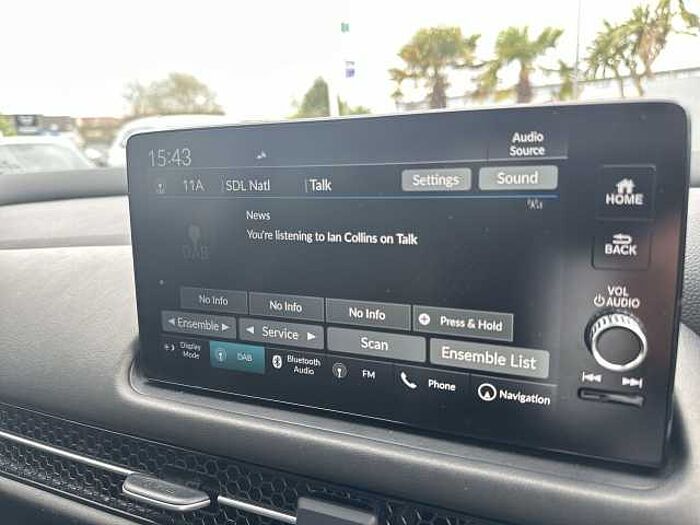 15:43
Audio
Source
11A SDL Natl Talk Settings Sound
HOME
News
You're listening to Ian Collins on Talk
DAB
BACK
VOL
AUDIO
No Info No Info No Info Press & Hold
Ensemble Service Scan Ensemble List
Display
Mode
DAB
Bluetooth
Audio
FM
Phone
Navigation